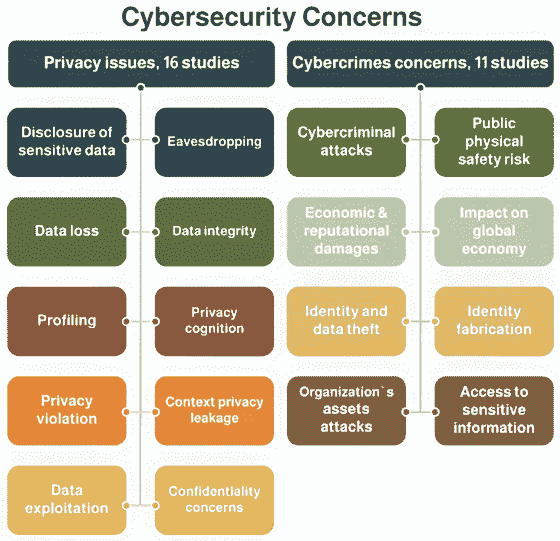 Cybersecurity Concerns
Privacy issues, 16 studies
Cybercrimes concerns, 11 studies
Disclosure of
sensitive data
Eavesdropping
Cybercriminal
attacks
Public
physical
safety risk
Data loss
Data integrity
Economic &
reputational
damages
Impact on
global
economy
Profiling
Privacy
cognition
Identity and
data theft
Identity
fabrication
Privacy
violation
Context privacy
leakage
Organization`s
assets
attacks
Access to
sensitive
information
Data
exploitation
Confidentiality
concerns